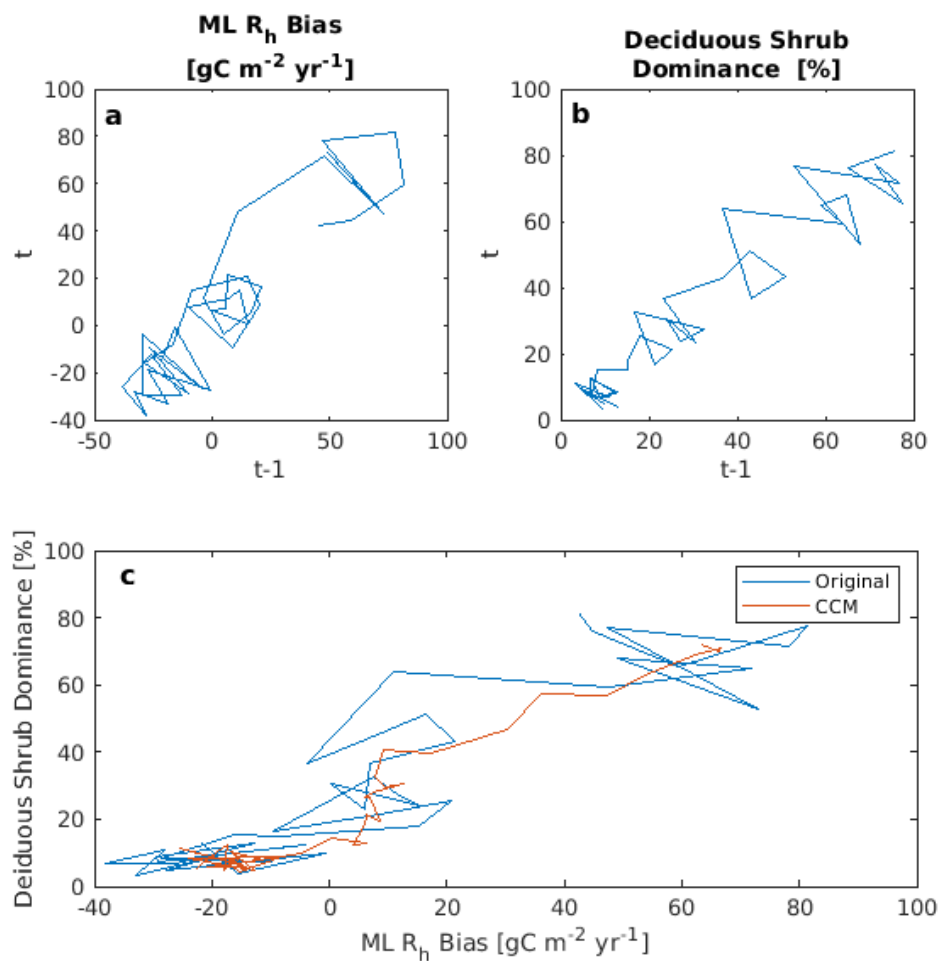 ML R_h Bias
[gC m^-2 yr^-1]
a
100
80
60
40
20
0
-20
-40
t
-50
0
50
100
t-1
Deciduous Shrub
Dominance [%]
b
100
80
60
40
20
0
t
0
20
40
60
80
t-1
c
Original
CCM
100
80
60
40
20
0
Deiduous Shrub Dominance [%]
-40
-20
0
20
40
60
80
100
ML R_h Bias [gC m^-2 yr^-1]